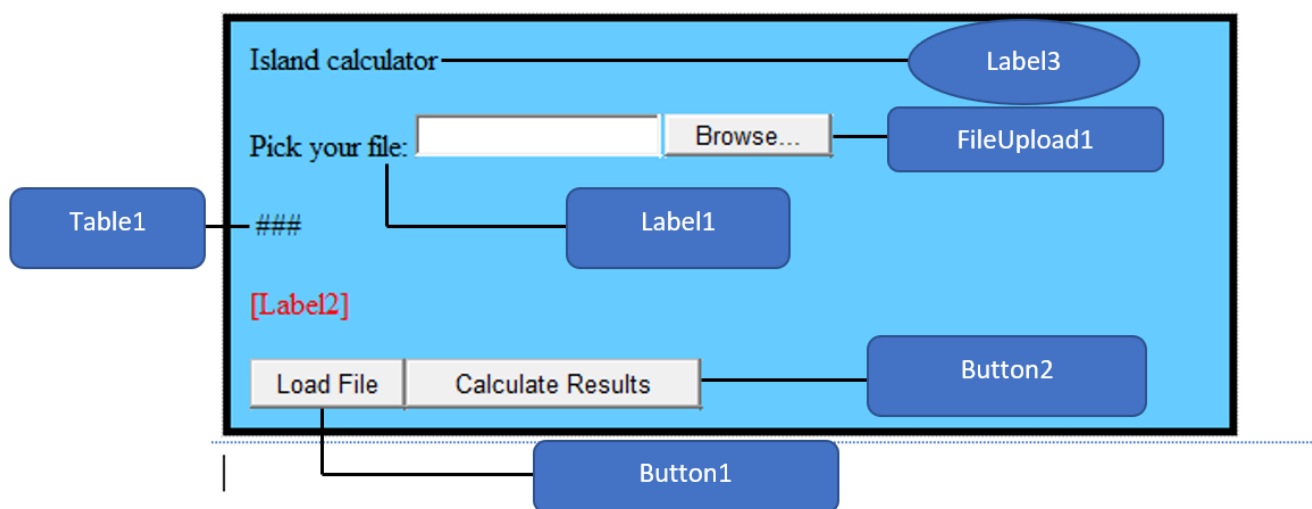 Island calculator
Label3
Pick your file:
Browse...
FileUpload1
Table1
###
Label1
[Label2]
Load File
Calculate Results
Button2
Button1